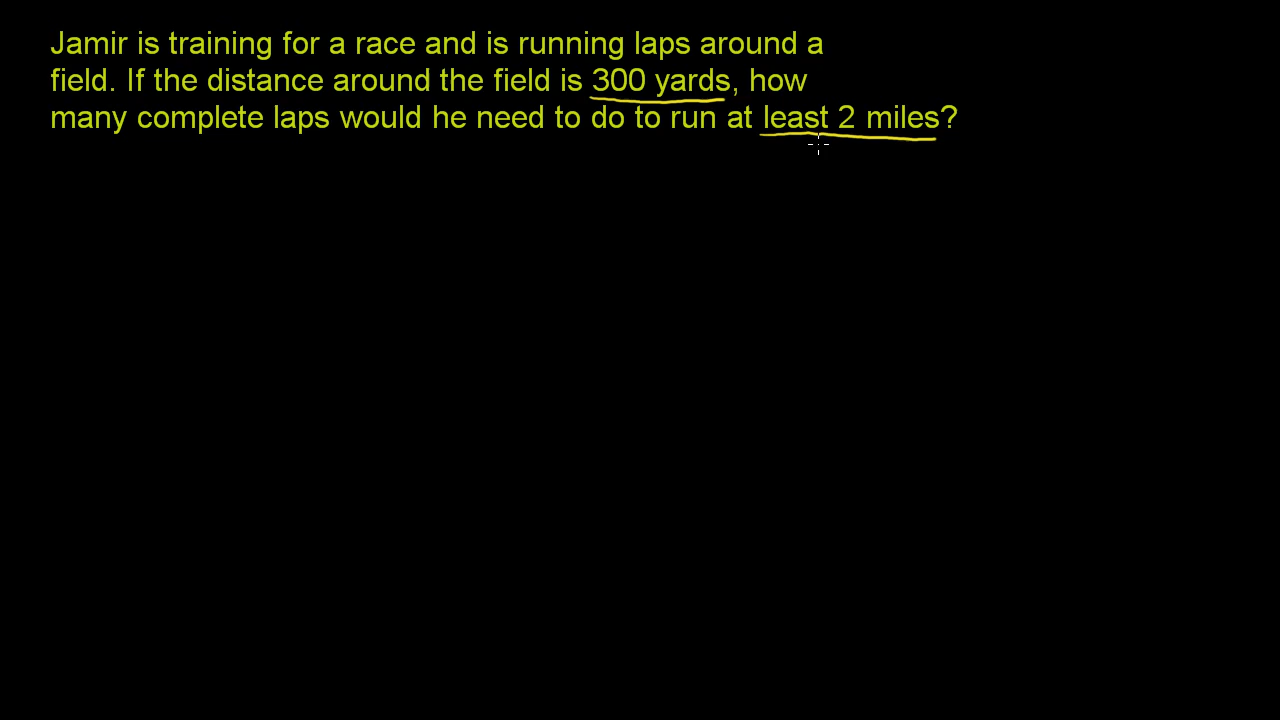 Jamir is training for a race and is running laps around a
field. If the distance around the field is 300 yards, how
many complete laps would he need to do to run at least 2 miles?